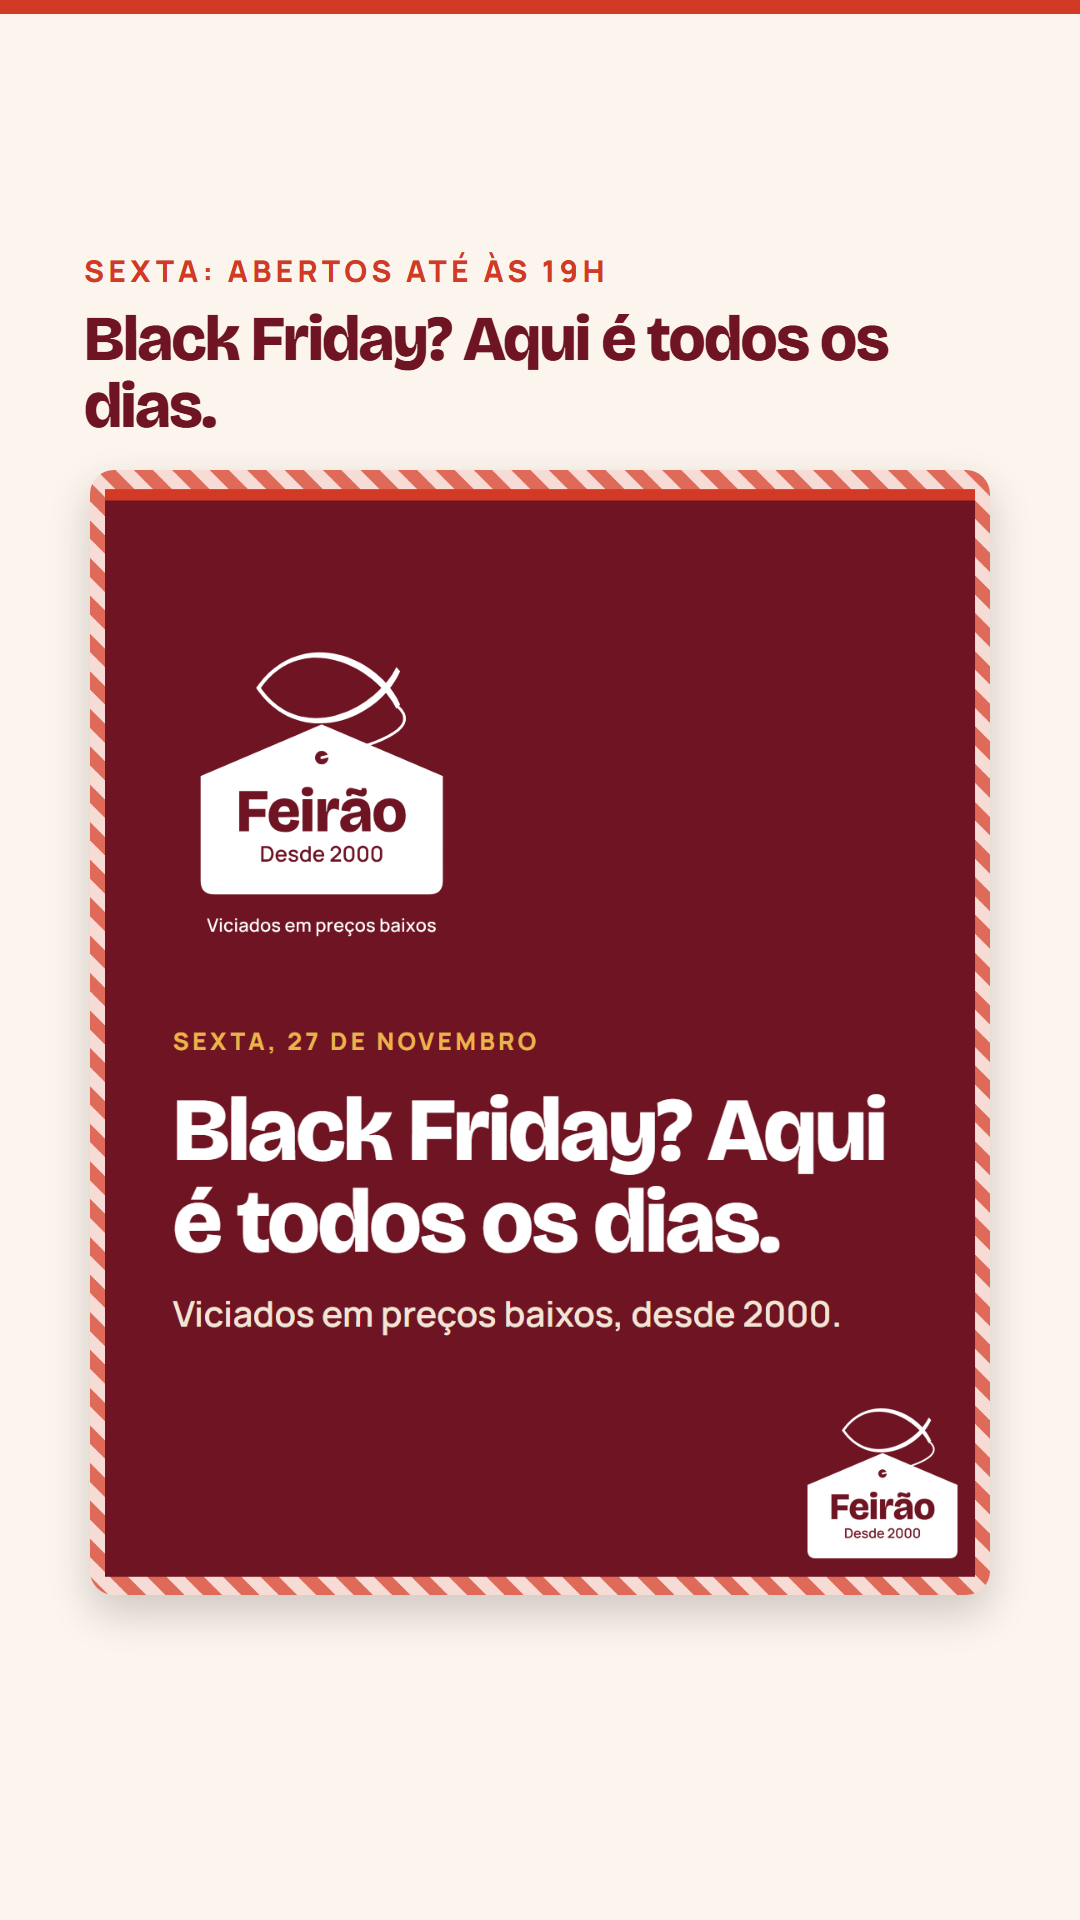 SEXTA: ABERTOS ATÉ ÀS 19H
Black Friday? Aqui é todos os
dias.
Feirão
Desde 2000
Viciados em preços baixos
SEXTA, 27 DE NOVEMBRO
Black Friday? Aqui
é todos os dias.
Viciados em preços baixos, desde 2000.
Feirão
Desde 2000